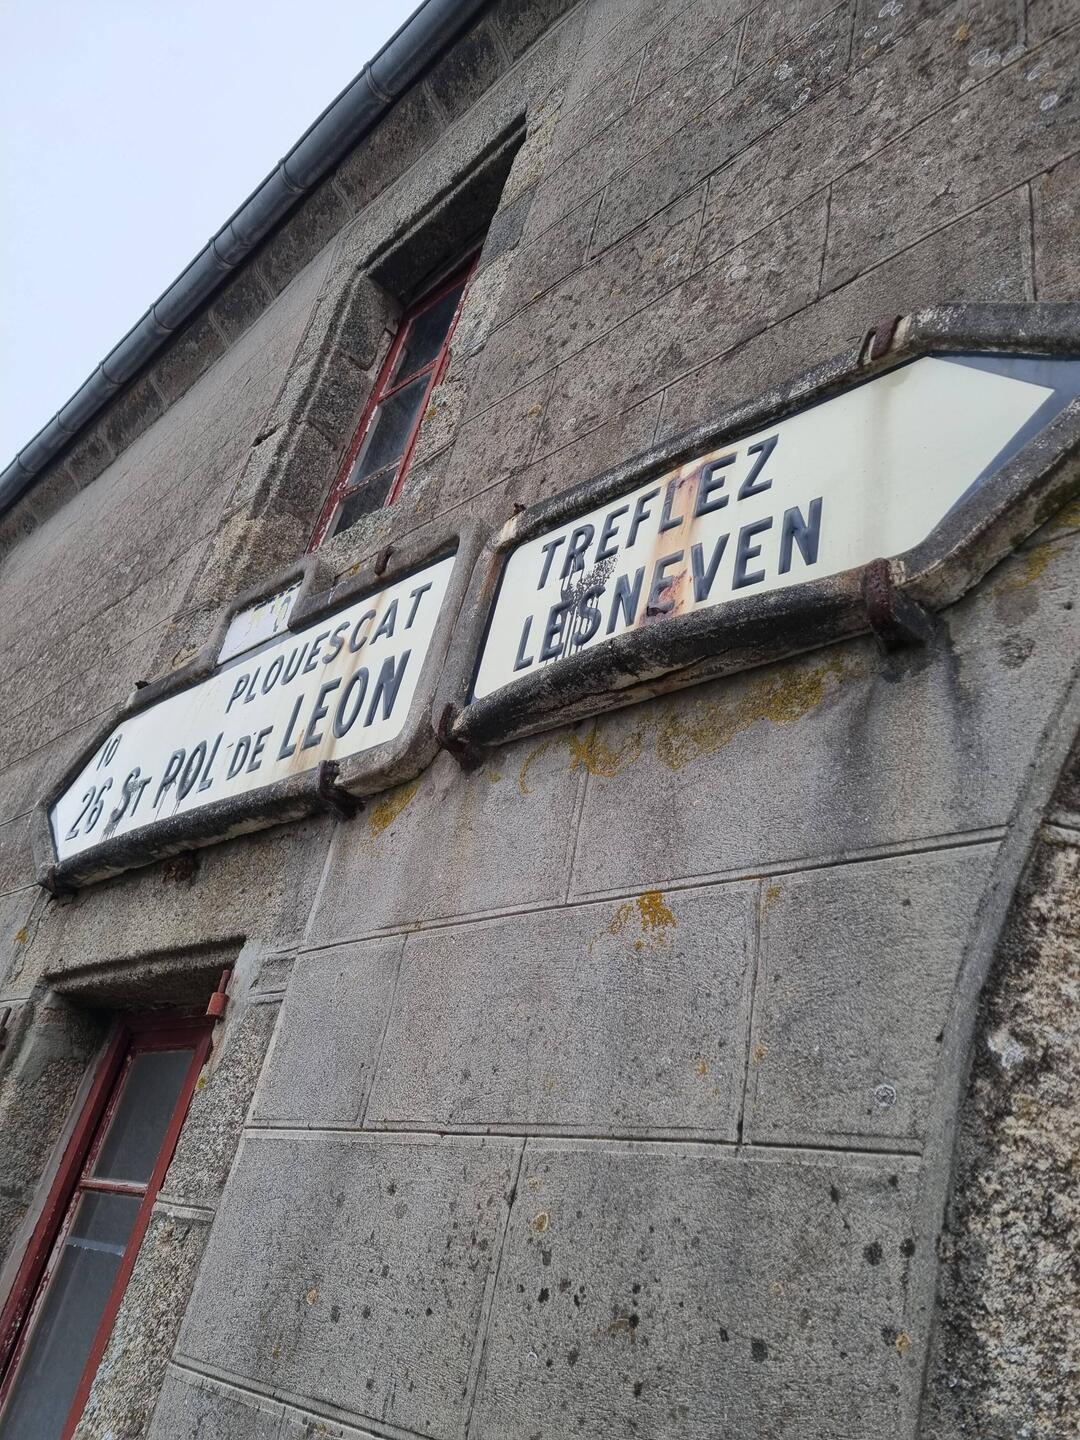 10 PLOUESCAT
26 ST POL DE LEON
TREFLEZ
LESNEVEN